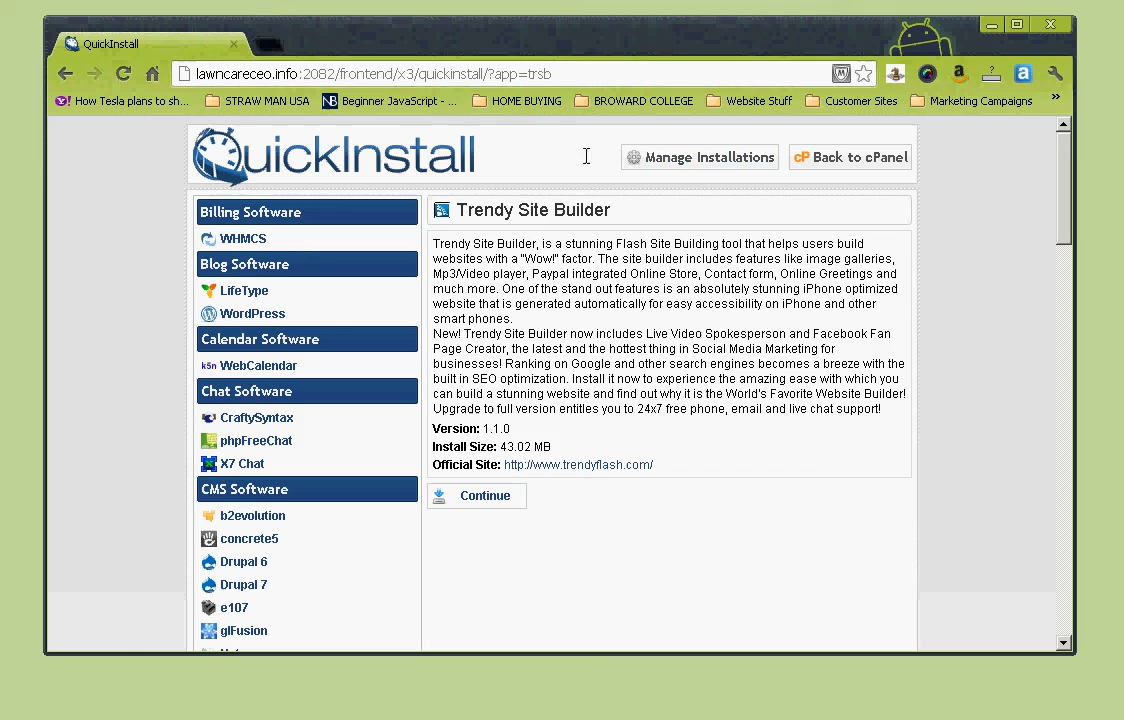 QuickInstall
lawncareceo.info:2082/frontend/x3/quickinstall/?app=trsb
How Tesla plans to sh... STRAW MAN USA Beginner JavaScript - ... HOME BUYING BROWARD COLLEGE Website Stuff Customer Sites Marketing Campaigns »
QuickInstall
Manage Installations
cP Back to cPanel
Billing Software
WHMCS
Blog Software
LifeType
WordPress
Calendar Software
k5n WebCalendar
Chat Software
CraftySyntax
phpFreeChat
X7 Chat
CMS Software
b2evolution
concrete5
Drupal 6
Drupal 7
e107
glFusion
Trendy Site Builder
Trendy Site Builder, is a stunning Flash Site Building tool that helps users build
websites with a "Wow!" factor. The site builder includes features like image galleries,
Mp3/Video player, Paypal integrated Online Store, Contact form, Online Greetings and
much more. One of the stand out features is an absolutely stunning iPhone optimized
website that is generated automatically for easy accessibility on iPhone and other
smart phones.
New! Trendy Site Builder now includes Live Video Spokesperson and Facebook Fan
Page Creator, the latest and the hottest thing in Social Media Marketing for
businesses! Ranking on Google and other search engines becomes a breeze with the
built in SEO optimization. Install it now to experience the amazing ease with which you
can build a stunning website and find out why it is the World's Favorite Website Builder!
Upgrade to full version entitles you to 24x7 free phone, email and live chat support!
Version: 1.1.0
Install Size: 43.02 MB
Official Site: http://www.trendyflash.com/
Continue